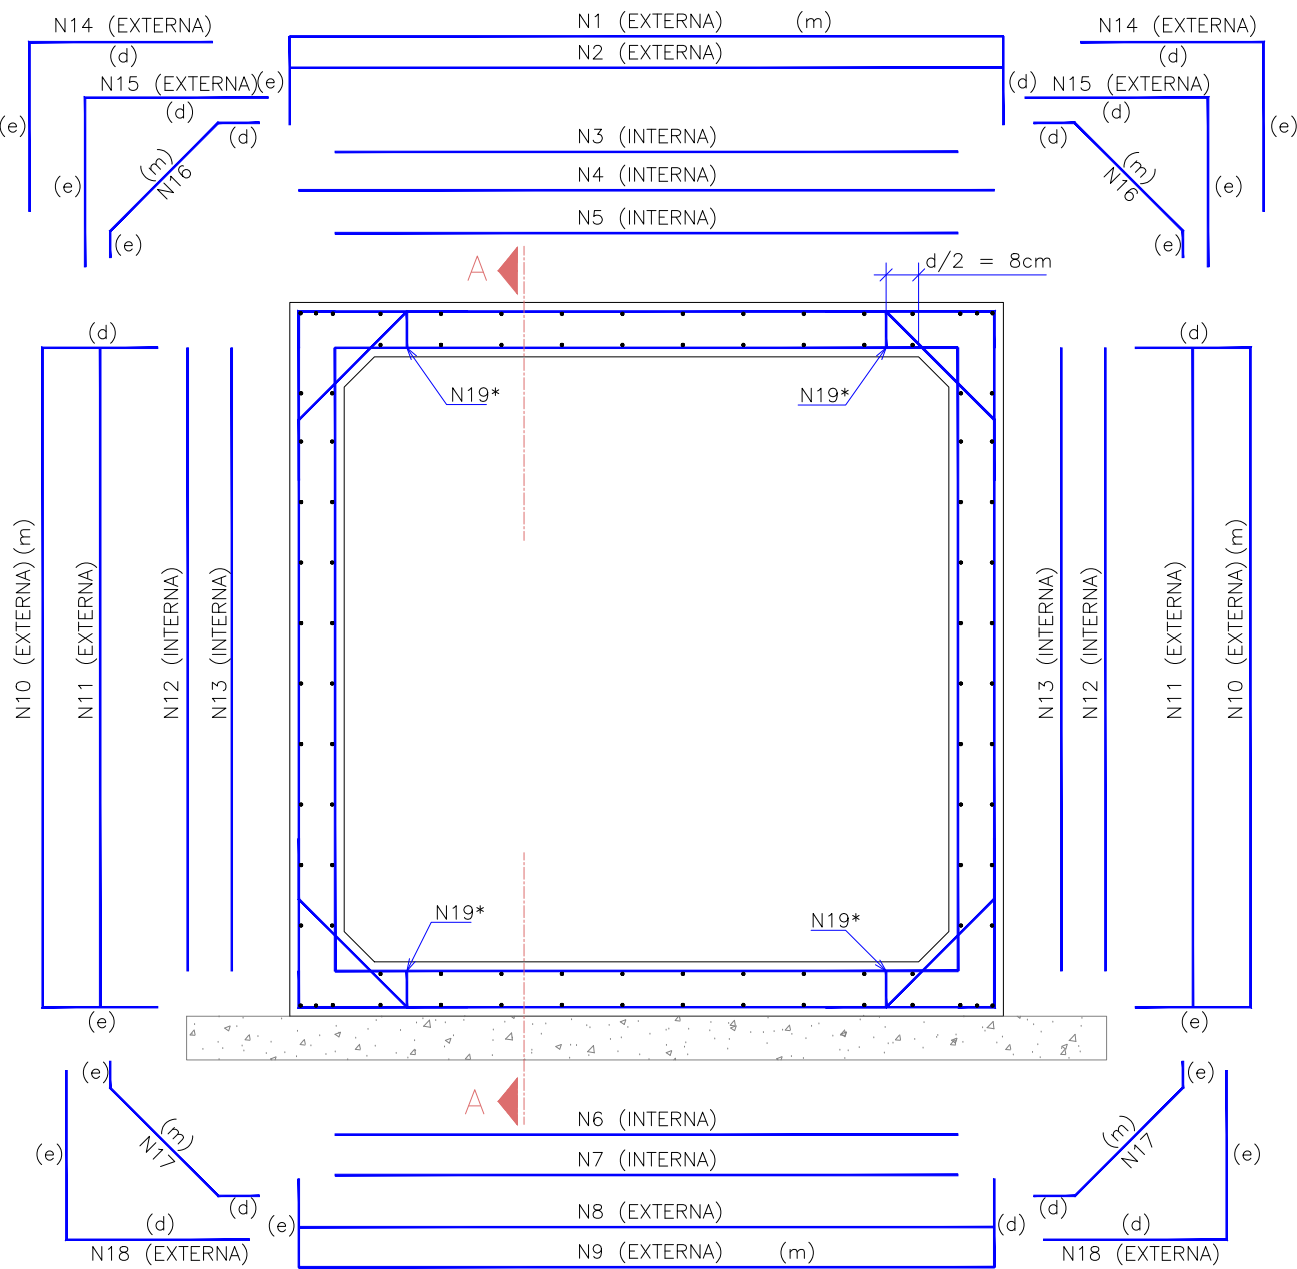 N14 (EXTERNA)
(d)
(e)
N15 (EXTERNA)
(d)
(e)
(d)
(m)
N16
(e)
N1 (EXTERNA) (m)
N2 (EXTERNA)
(e)
(d)
N3 (INTERNA)
N4 (INTERNA)
N5 (INTERNA)
N14 (EXTERNA)
(d)
(e)
N15 (EXTERNA)
(d)
(e)
(d)
(m)
N16
(e)
A
d/2 = 8cm
N19*
N19*
(d)
N10 (EXTERNA) (m)
N11 (EXTERNA)
N12 (INTERNA)
N13 (INTERNA)
(e)
(d)
N13 (INTERNA)
N12 (INTERNA)
N11 (EXTERNA)
N10 (EXTERNA) (m)
(e)
N19*
N19*
A
(e)
(m)
N17
(d)
(e)
(d)
N18 (EXTERNA)
N6 (INTERNA)
N7 (INTERNA)
(e)
N8 (EXTERNA)
(d)
N9 (EXTERNA) (m)
(e)
(m)
N17
(d)
(e)
(d)
N18 (EXTERNA)